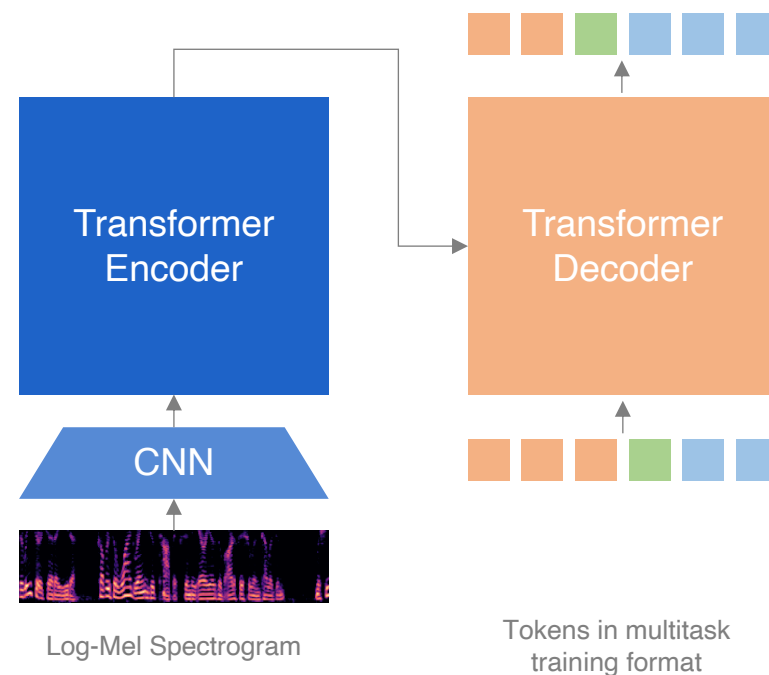 Transformer
Encoder
Transformer
Decoder
CNN
Log-Mel Spectrogram
Tokens in multitask
training format